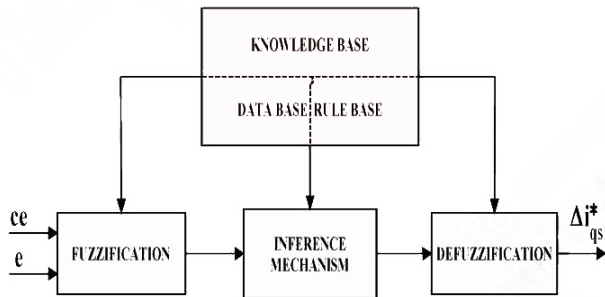 KNOWLEDGE BASE
DATA BASE RULE BASE
ce
e
FUZZIFICATION
INFERENCE
MECHANISM
DEFUZZIFICATION
Δi*qs